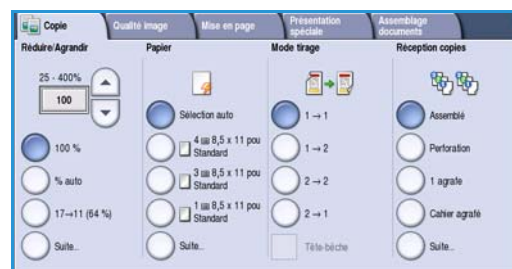 Copie
Qualité image
Mise en page
Présentation
spéciale
Assemblage
documents
Réduire/Agrandir
25 - 400%
100
100 %
% auto
17→11 (64 %)
Suite...
Papier
Sélection auto
4 8,5 x 11 pou
Standard
3 8,5 x 11 pou
Standard
1 8,5 x 11 pou
Standard
Suite...
Mode tirage
1 → 1
1 → 2
2 → 2
2 → 1
Tête-bêche
Réception copies
Assemblé
Perforation
1 agrafe
Cahier agrafé
Suite...